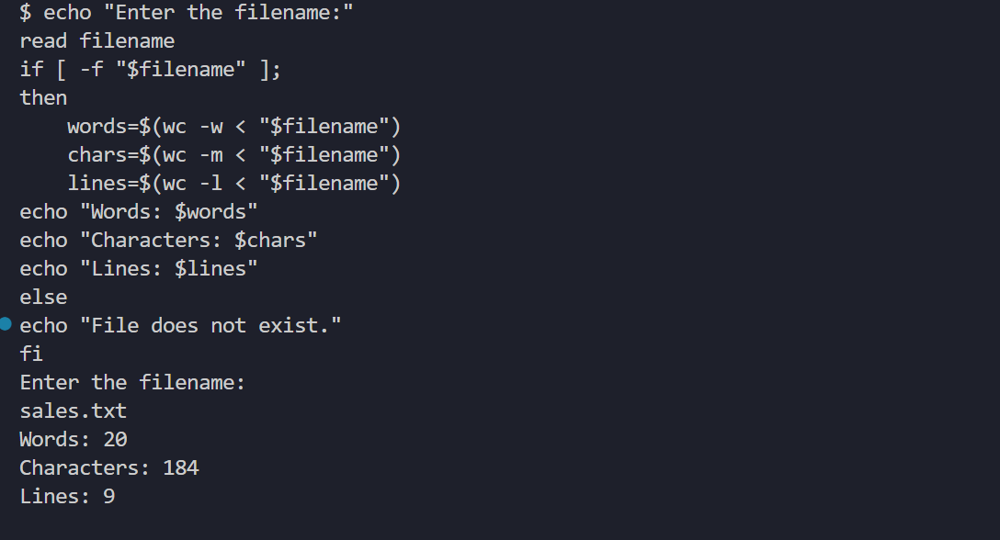 $ echo "Enter the filename:"
read filename
if [ -f "$filename" ];
then
    words=$(wc -w < "$filename")
    chars=$(wc -m < "$filename")
    lines=$(wc -l < "$filename")
echo "Words: $words"
echo "Characters: $chars"
echo "Lines: $lines"
else
echo "File does not exist."
fi
Enter the filename:
sales.txt
Words: 20
Characters: 184
Lines: 9